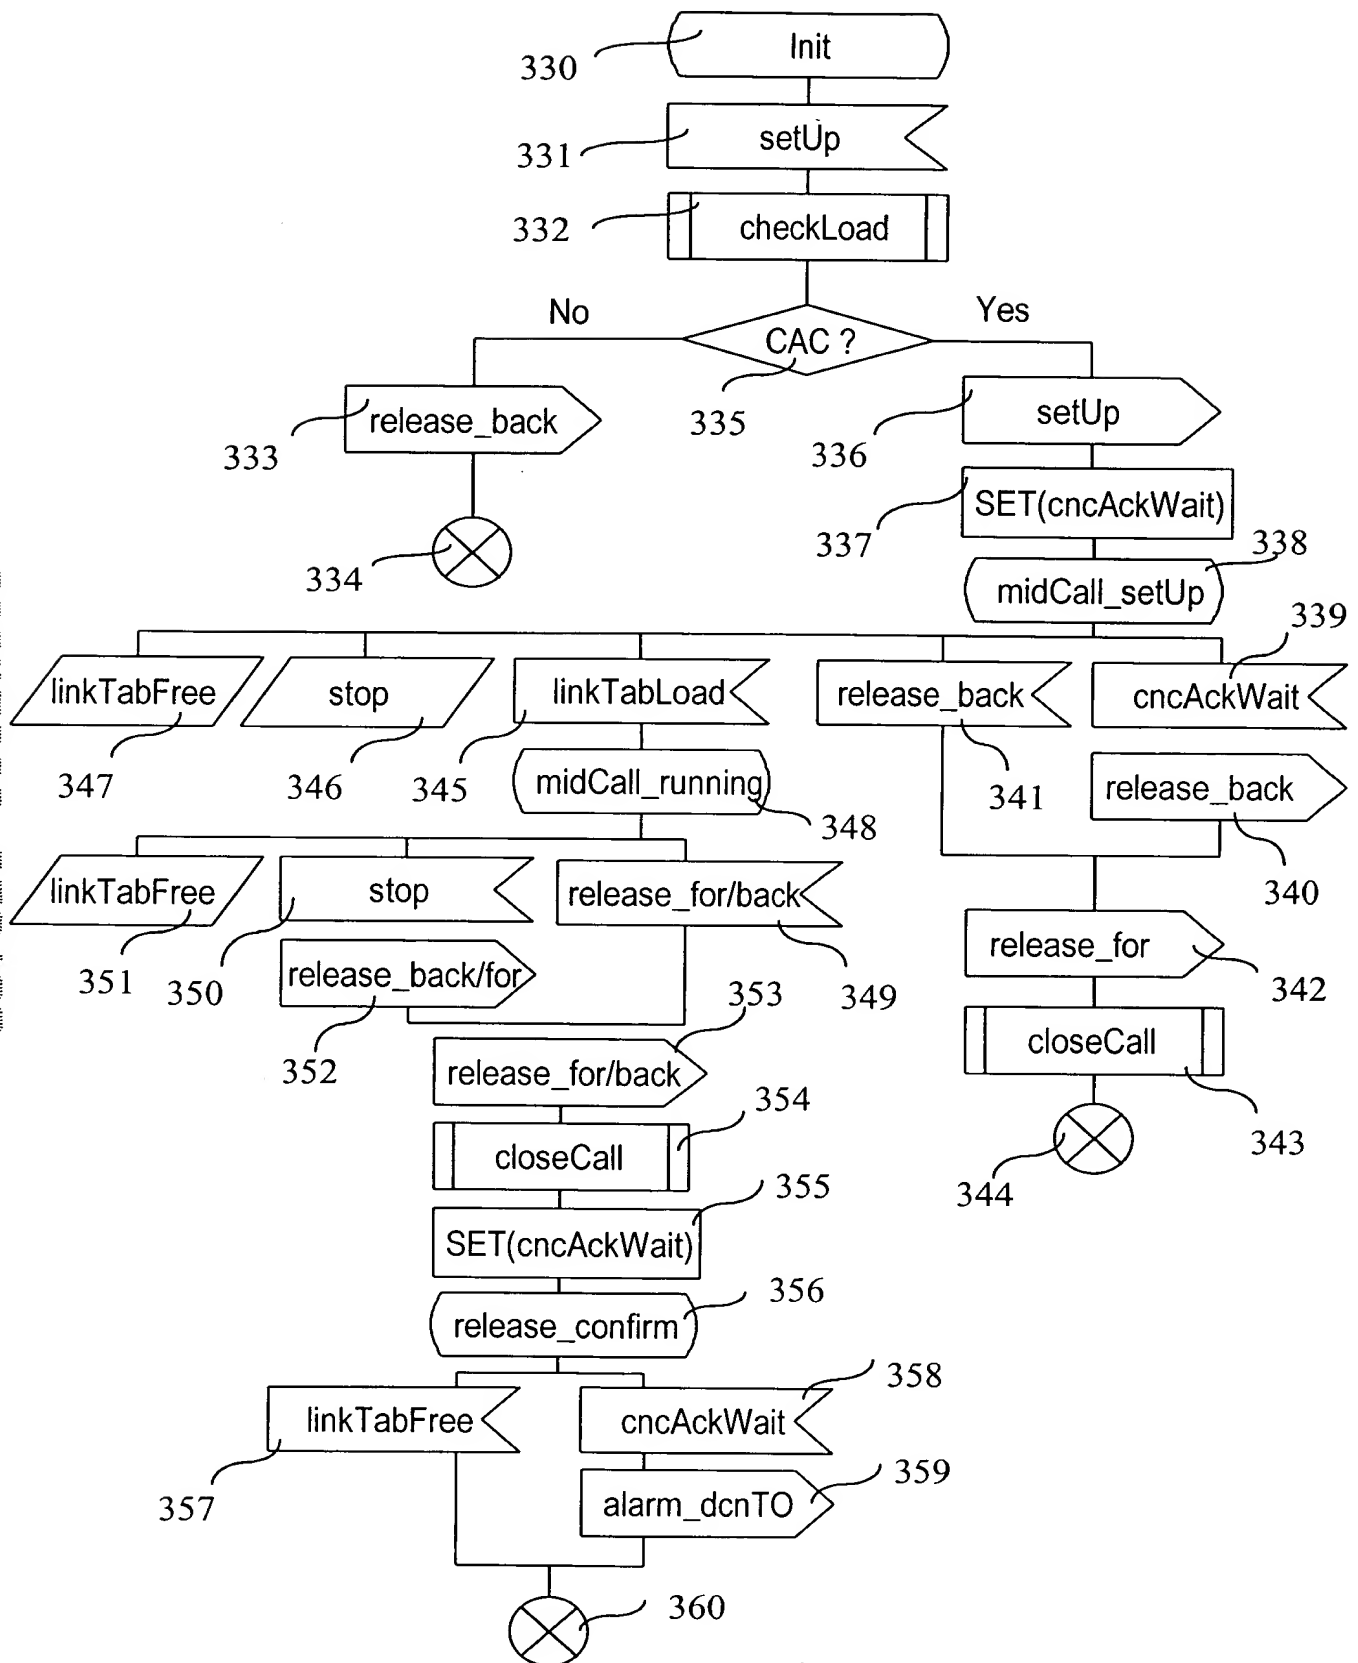 Init
330
setUp
331
checkLoad
332
No
Yes
CAC ?
335
release_back
333
334
setUp
336
SET(cncAckWait)
337
338
midCall_setUp
339
linkTabFree
stop
linkTabLoad
release_back
cncAckWait
347
346
345
341
midCall_running
348
release_back
340
linkTabFree
stop
release_for/back
351
350
349
release_back/for
352
353
release_for
342
release_for/back
closeCall
343
344
354
closeCall
355
SET(cncAckWait)
356
release_confirm
358
linkTabFree
cncAckWait
357
359
alarm_dcnTO
360